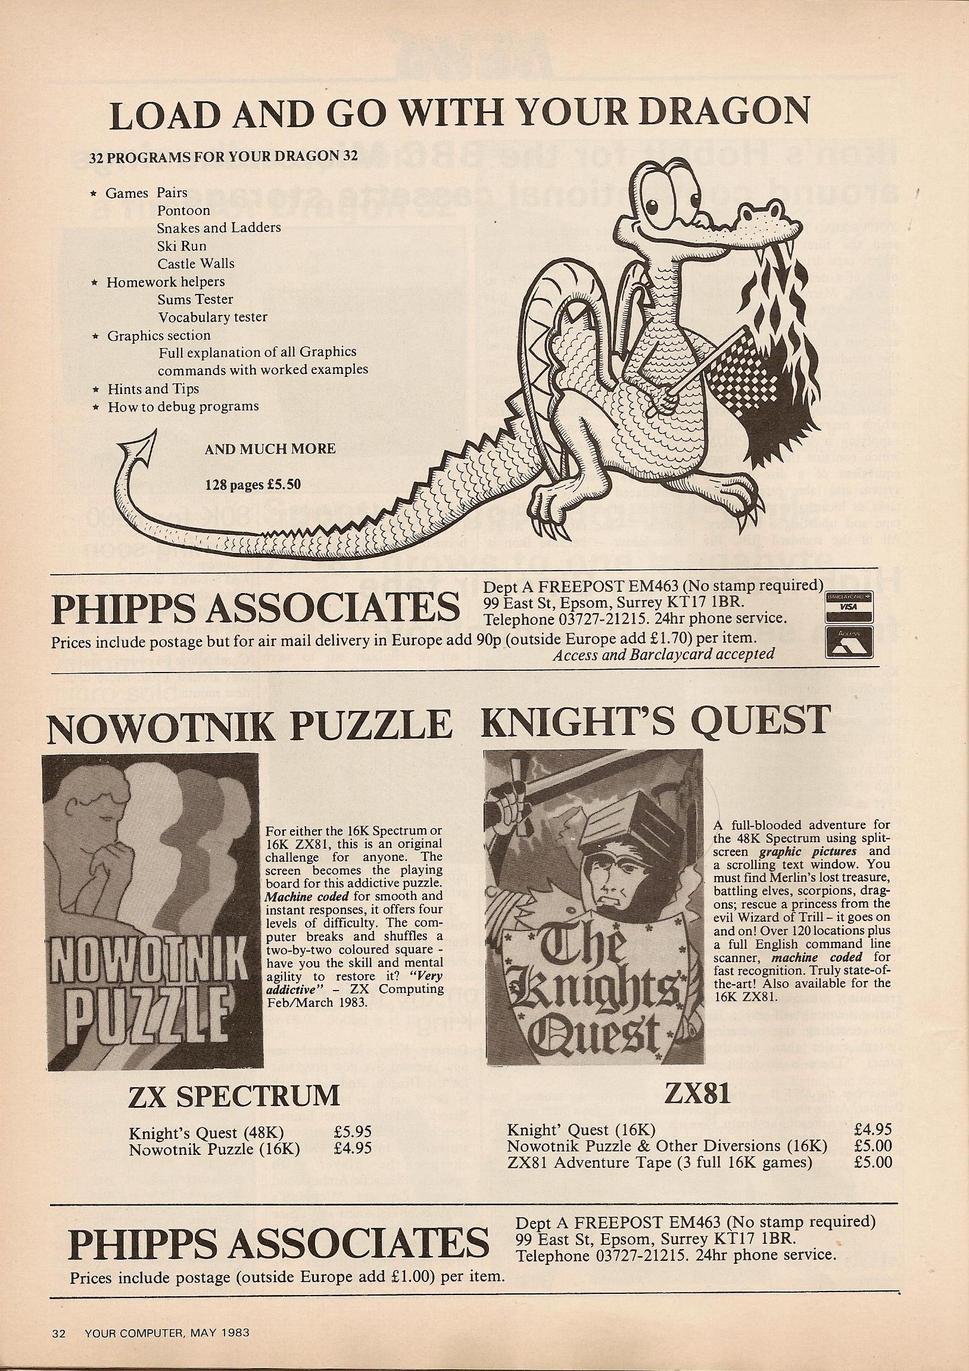 LOAD AND GO WITH YOUR DRAGON
32 PROGRAMS FOR YOUR DRAGON 32
* Games Pairs
Pontoon
Snakes and Ladders
Ski Run
Castle Walls
* Homework helpers
Sums Tester
Vocabulary tester
* Graphics section
Full explanation of all Graphics
commands with worked examples
* Hints and Tips
* How to debug programs
AND MUCH MORE
128 pages £5.50
PHIPPS ASSOCIATES
Dept A FREEPOST EM463 (No stamp required)
99 East St, Epsom, Surrey KT17 1BR.
Telephone 03727-21215. 24hr phone service.
Prices include postage but for air mail delivery in Europe add 90p (outside Europe add £1.70) per item.
Access and Barclaycard accepted
BARCLAYCARD
VISA
Access
NOWOTNIK PUZZLE
NOWOTNIK
PUZZLE
For either the 16K Spectrum or
16K ZX81, this is an original
challenge for anyone. The
screen becomes the playing
board for this addictive puzzle.
Machine coded for smooth and
instant responses, it offers four
levels of difficulty. The com-
puter breaks and shuffles a
two-by-two coloured square -
have you the skill and mental
agility to restore it? "Very
addictive" – ZX Computing
Feb/March 1983.
KNIGHT'S QUEST
The
Knights
Quest
A full-blooded adventure for
the 48K Spectrum using split-
screen graphic pictures and
a scrolling text window. You
must find Merlin's lost treasure,
battling elves, scorpions, drag-
ons; rescue a princess from the
evil Wizard of Trill – it goes on
and on! Over 120 locations plus
a full English command line
scanner, machine coded for
fast recognition. Truly state-of-
the-art! Also available for the
16K ZX81.
ZX SPECTRUM
Knight's Quest (48K) £5.95
Nowotnik Puzzle (16K) £4.95
ZX81
Knight' Quest (16K) £4.95
Nowotnik Puzzle & Other Diversions (16K) £5.00
ZX81 Adventure Tape (3 full 16K games) £5.00
PHIPPS ASSOCIATES
Dept A FREEPOST EM463 (No stamp required)
99 East St, Epsom, Surrey KT17 1BR.
Telephone 03727-21215. 24hr phone service.
Prices include postage (outside Europe add £1.00) per item.
32 YOUR COMPUTER, MAY 1983